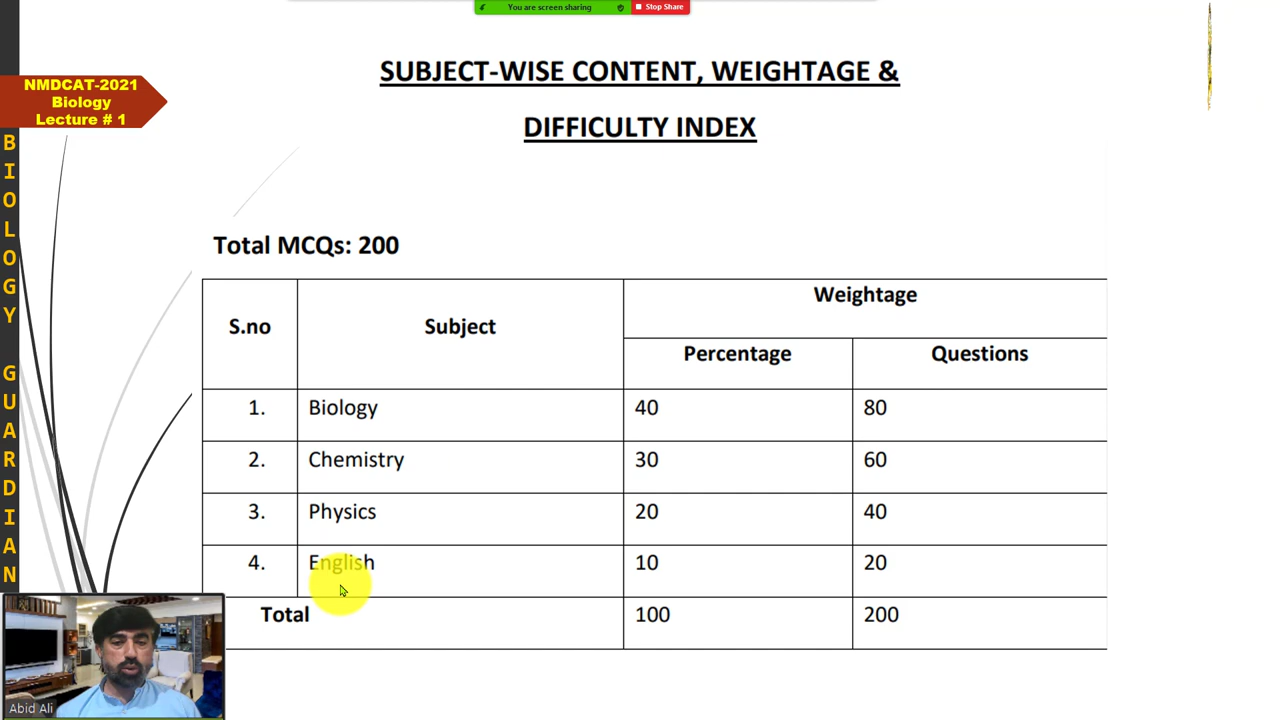 You are screen sharing Stop Share
SUBJECT-WISE CONTENT, WEIGHTAGE &
DIFFICULTY INDEX
NMDCAT-2021
Biology
Lecture # 1
BIOLOGY GUARDIAN
Total MCQs: 200
S.no Subject Weightage
Percentage Questions
1. Biology 40 80
2. Chemistry 30 60
3. Physics 20 40
4. English 10 20
Total 100 200
Abid Ali